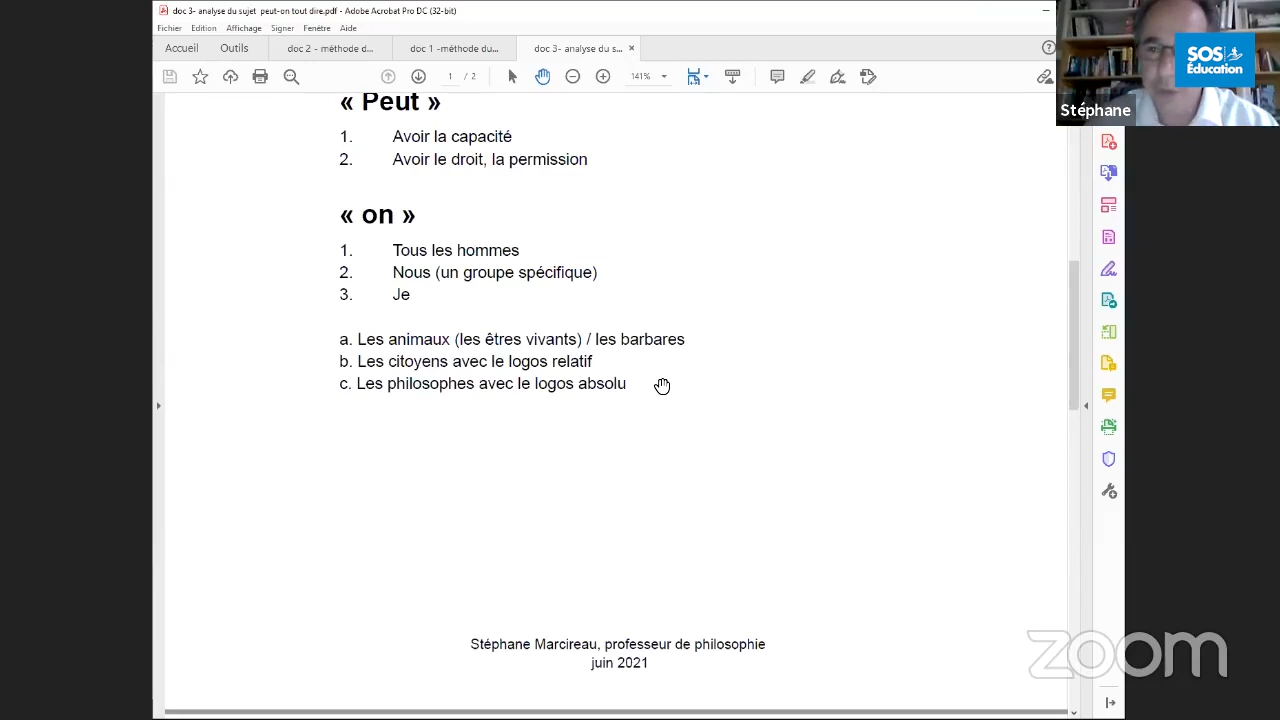 doc 3- analyse du sujet  peut-on tout dire.pdf - Adobe Acrobat Pro DC (32-bit)
Fichier Edition Affichage Signer Fenêtre Aide
Accueil Outils doc 2 - méthode d... doc 1 -méthode du... doc 3- analyse du s... ×
1 / 2 141%
SOS Éducation
Stéphane
« Peut »
1. Avoir la capacité
2. Avoir le droit, la permission
« on »
1. Tous les hommes
2. Nous (un groupe spécifique)
3. Je
a. Les animaux (les êtres vivants) / les barbares
b. Les citoyens avec le logos relatif
c. Les philosophes avec le logos absolu
Stéphane Marcireau, professeur de philosophie
juin 2021
zoom